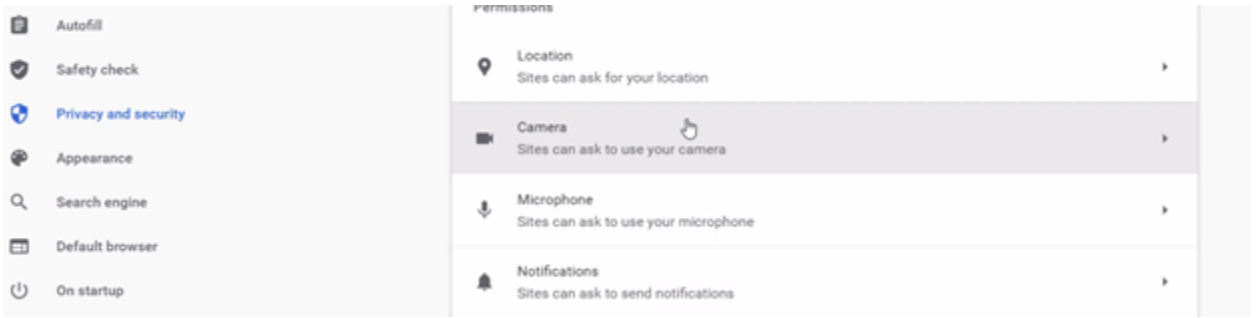 Autofill
Safety check
Privacy and security
Appearance
Search engine
Default browser
On startup
Permissions
Location
Sites can ask for your location
Camera
Sites can ask to use your camera
Microphone
Sites can ask to use your microphone
Notifications
Sites can ask to send notifications